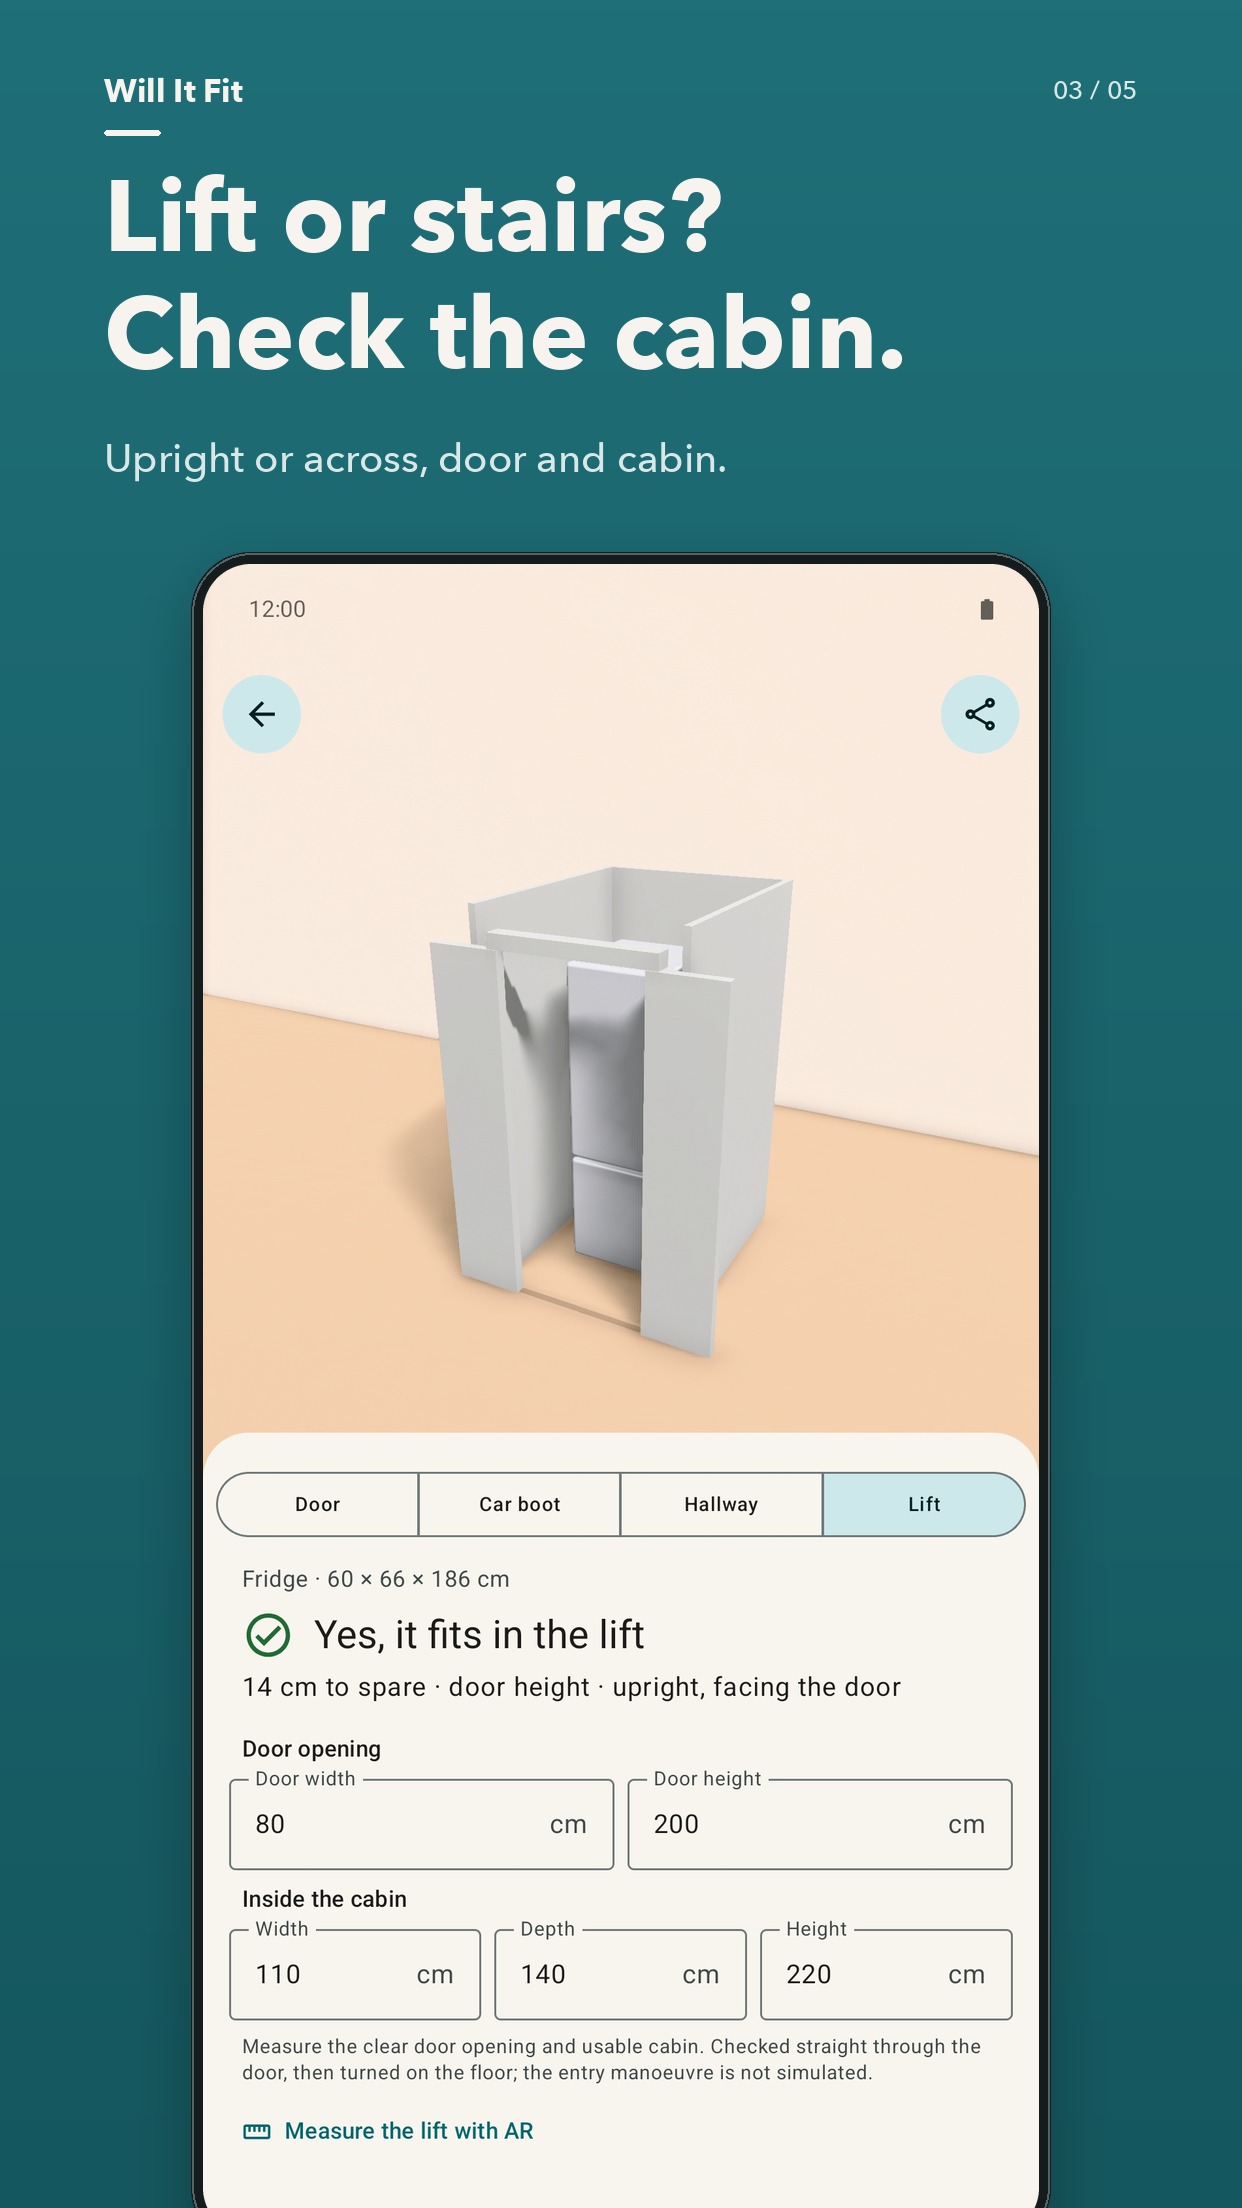 Will It Fit
03 / 05
Lift or stairs?
Check the cabin.
Upright or across, door and cabin.
12:00
Door
Car boot
Hallway
Lift
Fridge · 60 × 66 × 186 cm
Yes, it fits in the lift
14 cm to spare · door height · upright, facing the door
Door opening
Door width
80 cm
Door height
200 cm
Inside the cabin
Width
110 cm
Depth
140 cm
Height
220 cm
Measure the clear door opening and usable cabin. Checked straight through the
door, then turned on the floor; the entry manoeuvre is not simulated.
Measure the lift with AR